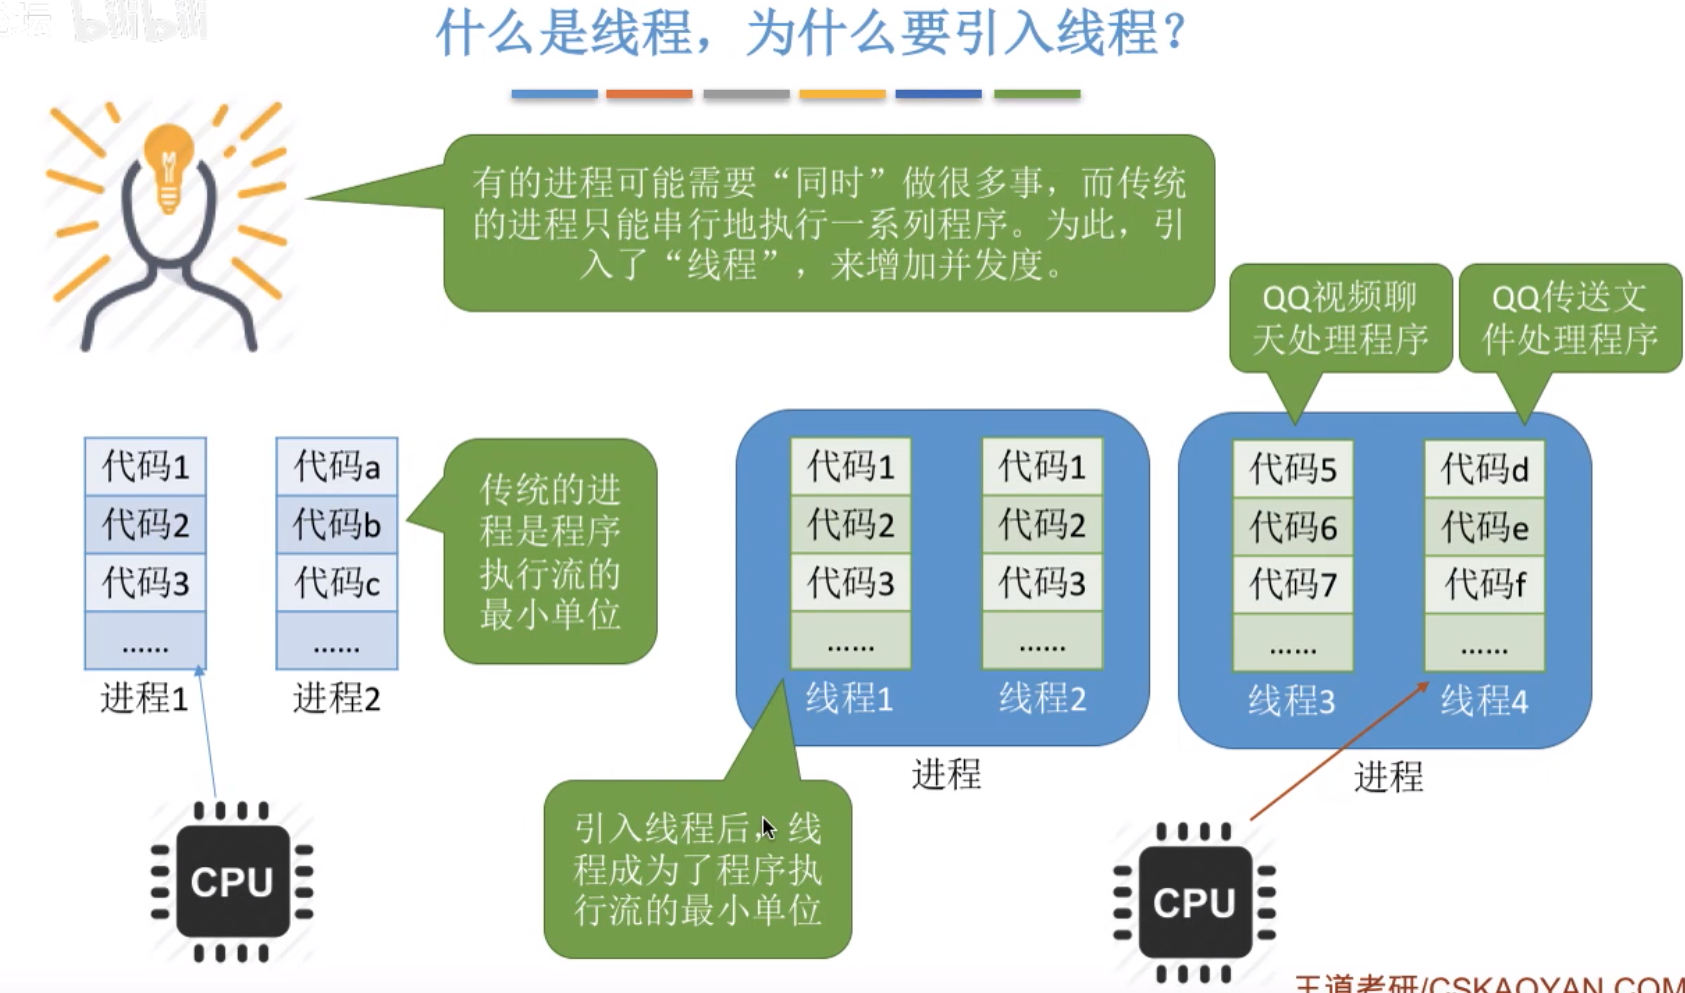 坛 bilibili
什么是线程，为什么要引入线程？
有的进程可能需要“同时”做很多事，而传统
的进程只能串行地执行一系列程序。为此，引
入了“线程”，来增加并发度。
QQ视频聊
天处理程序
QQ传送文
件处理程序
代码1
代码2
代码3
……
进程1
代码a
代码b
代码c
……
进程2
传统的进
程是程序
执行流的
最小单位
代码1
代码2
代码3
……
线程1
代码1
代码2
代码3
……
线程2
进程
代码5
代码6
代码7
……
线程3
代码d
代码e
代码f
……
线程4
进程
引入线程后，线
程成为了程序执
行流的最小单位
CPU
CPU
王道考研/CSKAOYAN.COM